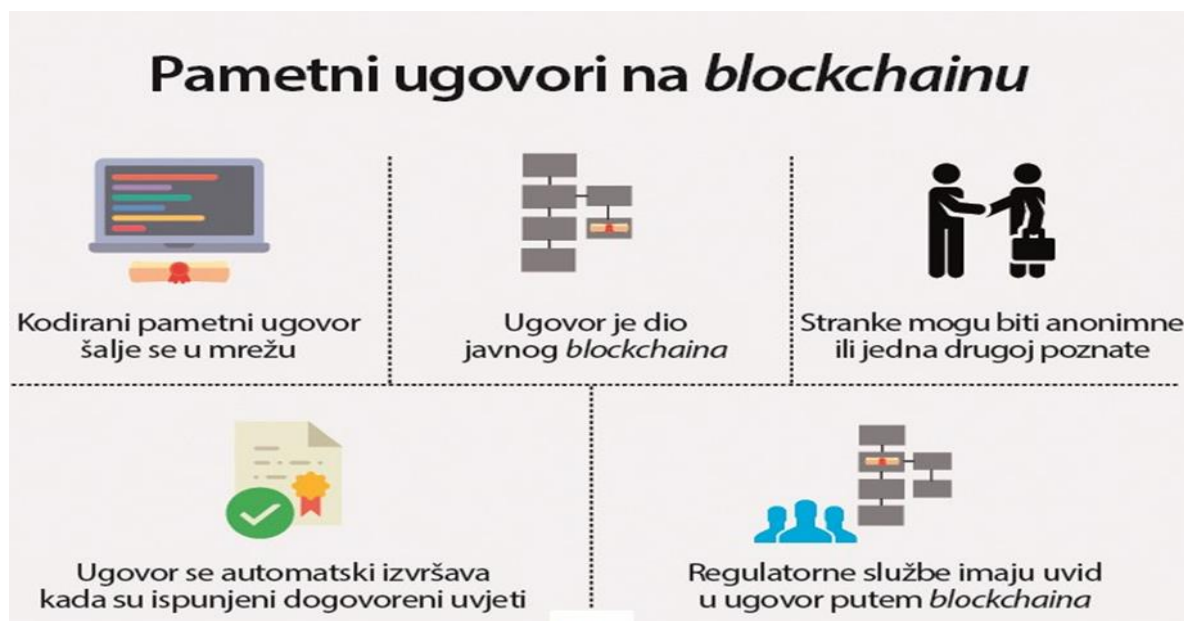 Pametni ugovori na blockchainu
Kodirani pametni ugovor
šalje se u mrežu
Ugovor je dio
javnog blockchaina
Stranke mogu biti anonimne
ili jedna drugoj poznate
Ugovor se automatski izvršava
kada su ispunjeni dogovoreni uvjeti
Regulatorne službe imaju uvid
u ugovor putem blockchaina